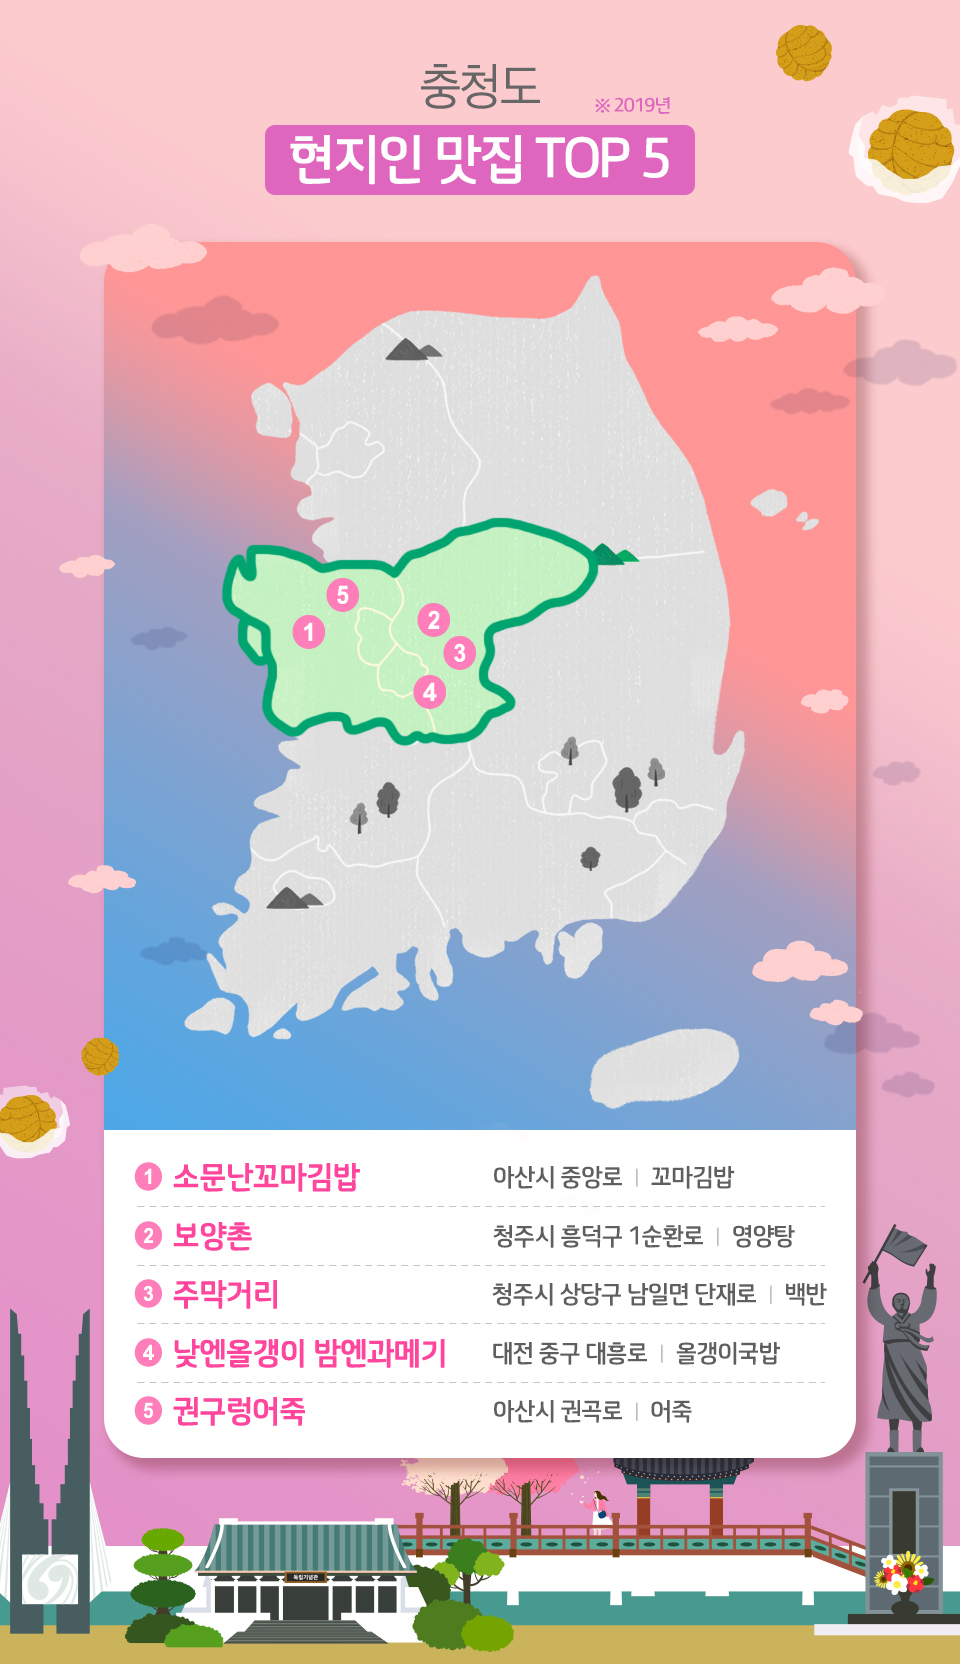 충청도
※ 2019년
현지인 맛집 TOP 5
5
1
2
3
4
1 소문난꼬마김밥 아산시 중앙로 | 꼬마김밥
2 보양촌 청주시 흥덕구 1순환로 | 영양탕
3 주막거리 청주시 상당구 남일면 단재로 | 백반
4 낮엔올갱이 밤엔과메기 대전 중구 대흥로 | 올갱이국밥
5 권구렁어죽 아산시 권곡로 | 어죽
독립기념관